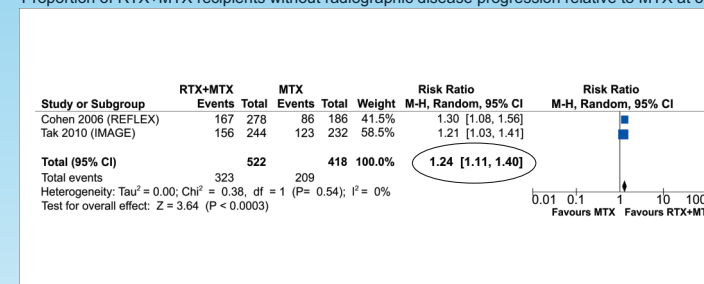 Proportion of RTX+MTX recipients without radiographic disease progression relative to MTX at
RTX+MTX MTX Risk Ratio Risk Ratio
Study or Subgroup Events Total Events Total Weight M-H, Random, 95% CI M-H, Random, 95% CI
Cohen 2006 (REFLEX) 167 278 86 186 41.5% 1.30 [1.08, 1.56]
Tak 2010 (IMAGE) 156 244 123 232 58.5% 1.21 [1.03, 1.41]
Total (95% CI) 522 418 100.0% 1.24 [1.11, 1.40]
Total events 323 209
Heterogeneity: Tau² = 0.00; Chi² = 0.38, df = 1 (P= 0.54); I² = 0%
Test for overall effect: Z = 3.64 (P < 0.0003)
0.01 0.1 1 10 100
Favours MTX Favours RTX+MT